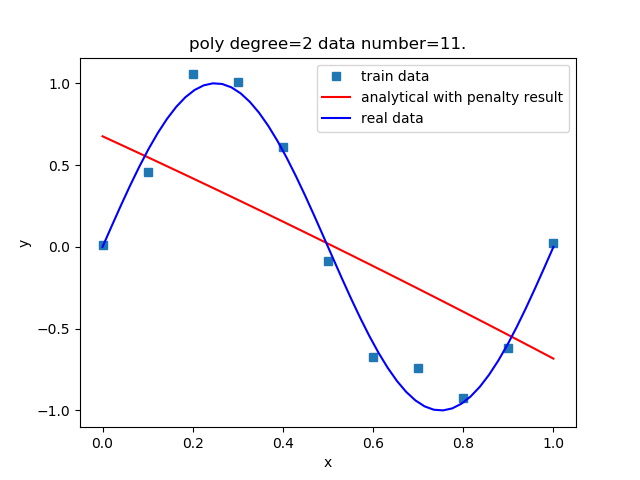 poly degree=2 data number=11.
train data
analytical with penalty result
real data
y
1.0
0.5
0.0
−0.5
−1.0
0.0 0.2 0.4 0.6 0.8 1.0
x